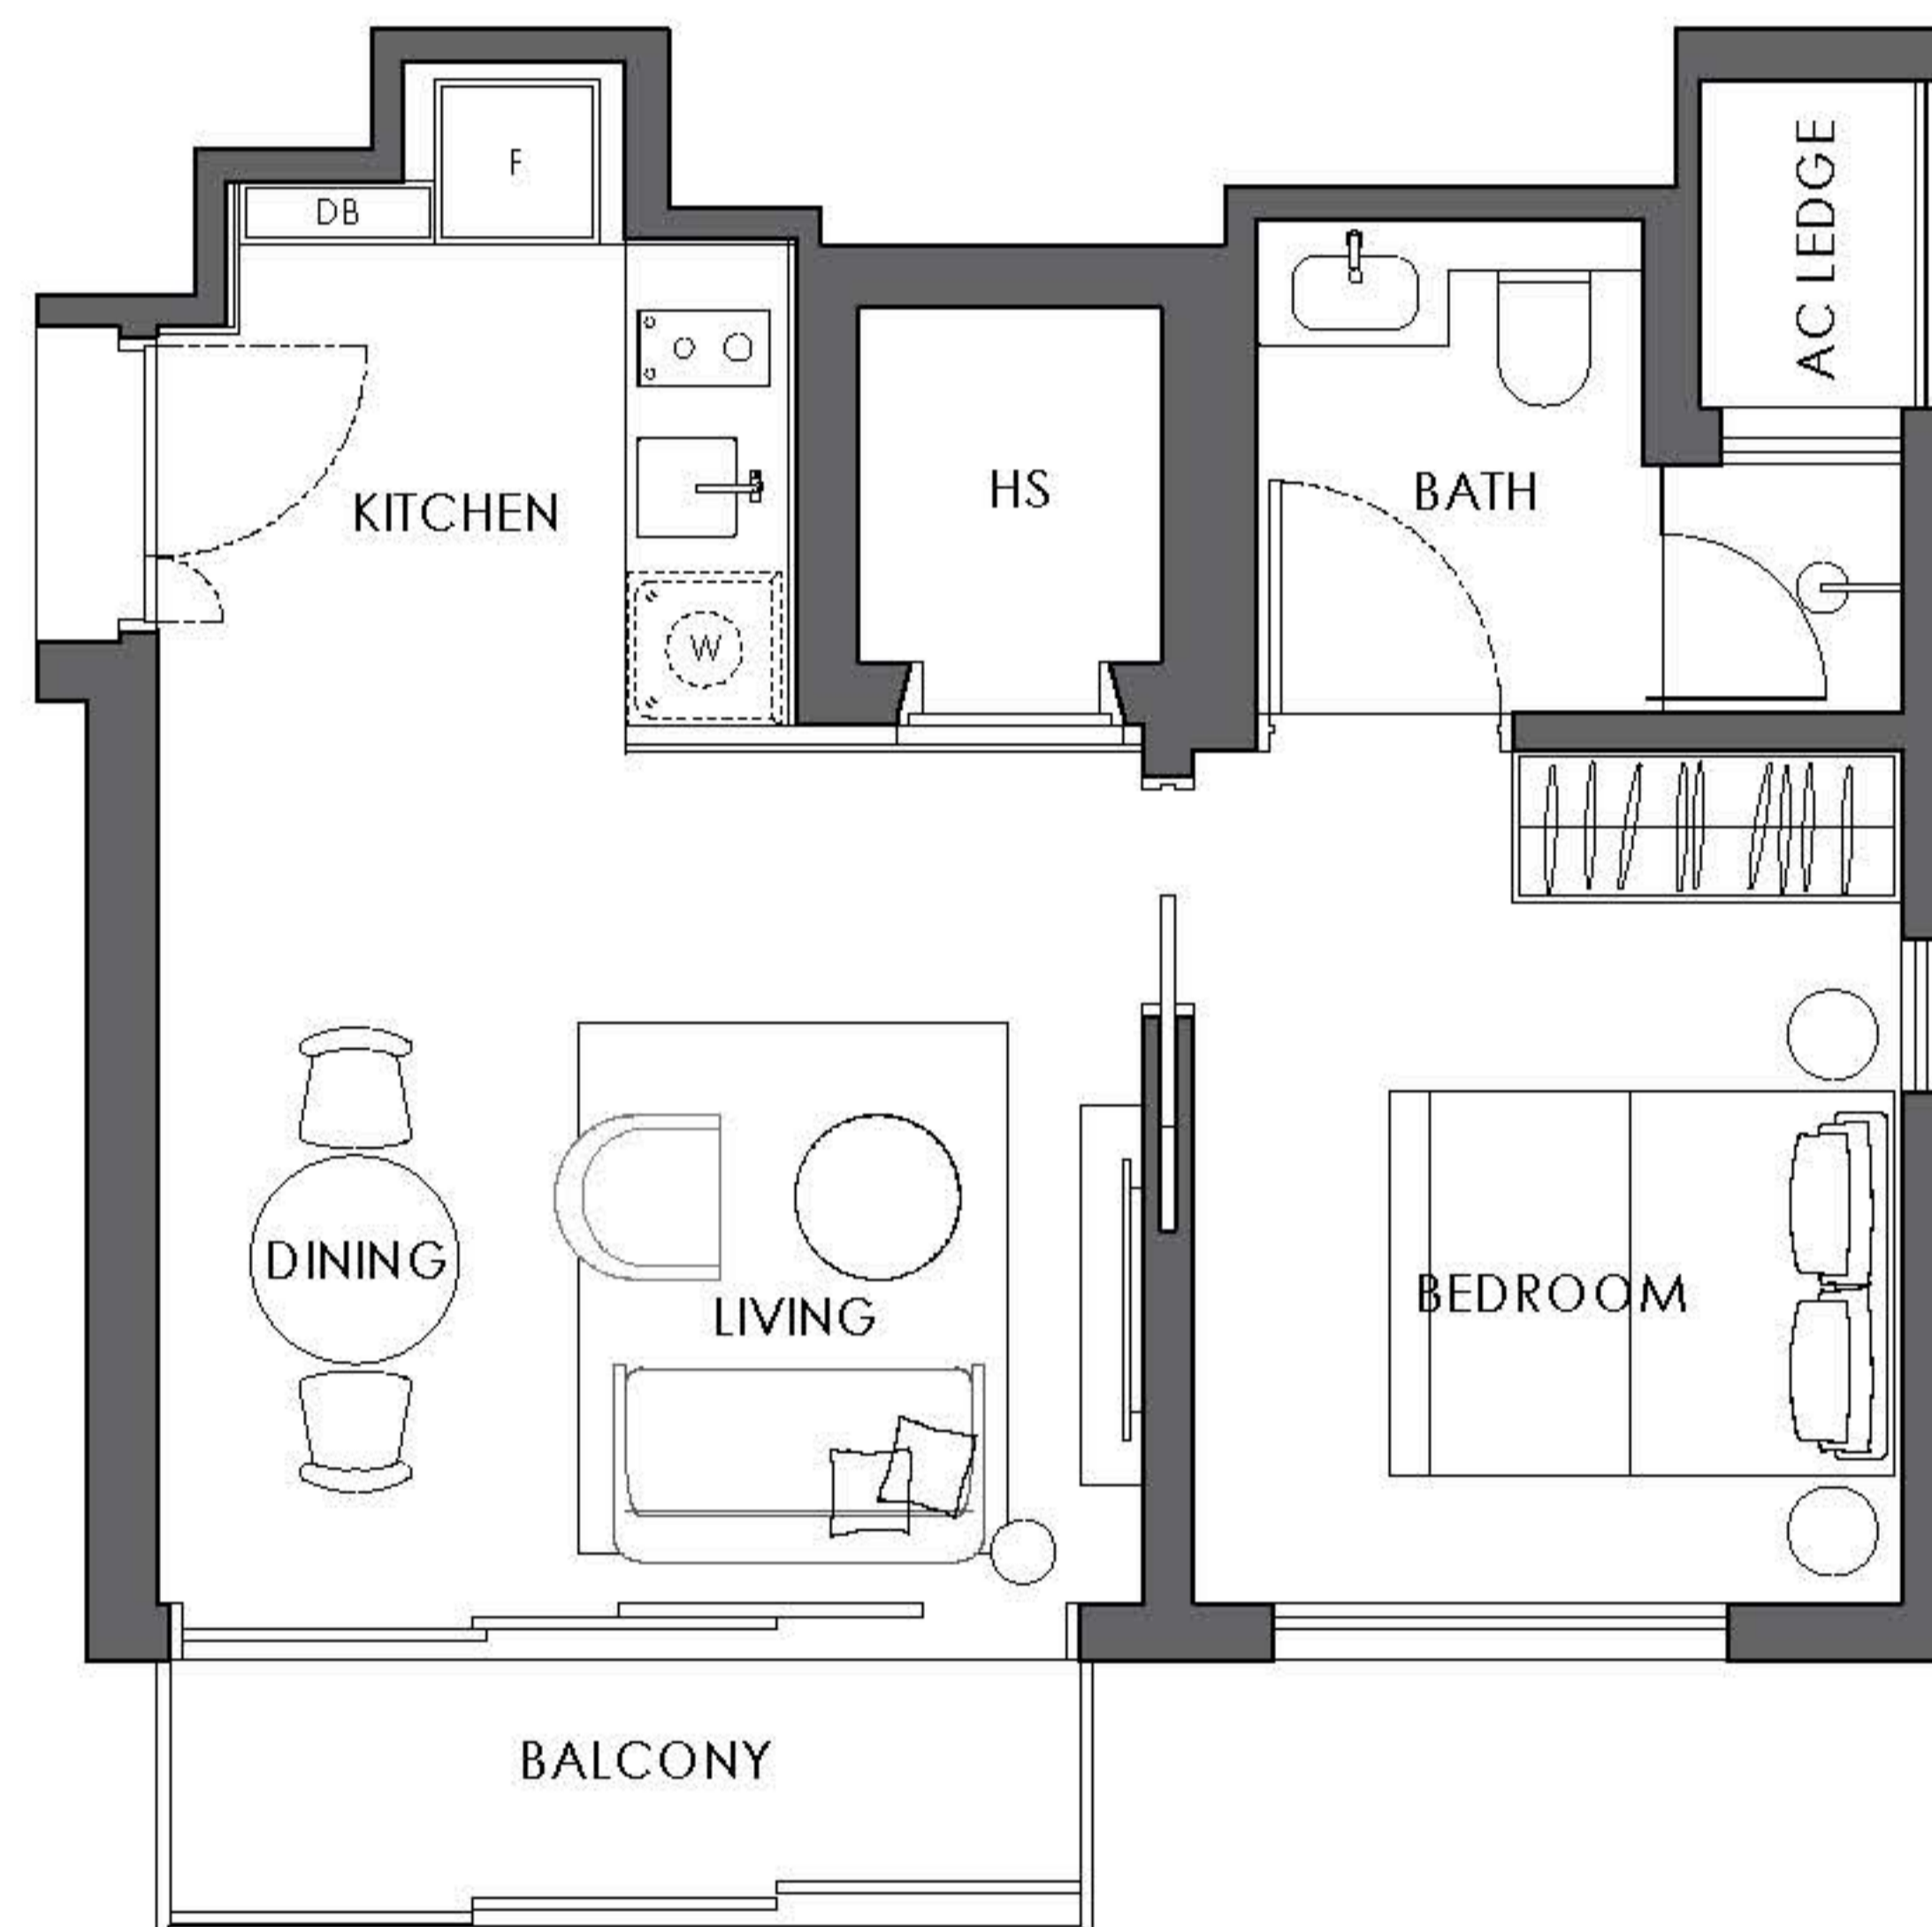 F
DB
AC LEDGE
KITCHEN
HS
BATH
W
DINING
LIVING
BEDROOM
BALCONY